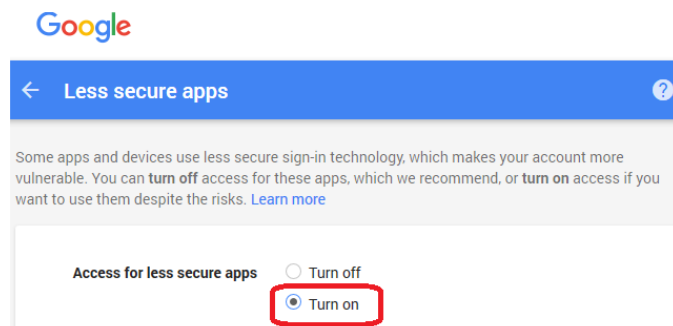 Google
Less secure apps
Some apps and devices use less secure sign-in technology, which makes your account more
vulnerable. You can turn off access for these apps, which we recommend, or turn on access if you
want to use them despite the risks. Learn more
Access for less secure apps Turn off
Turn on